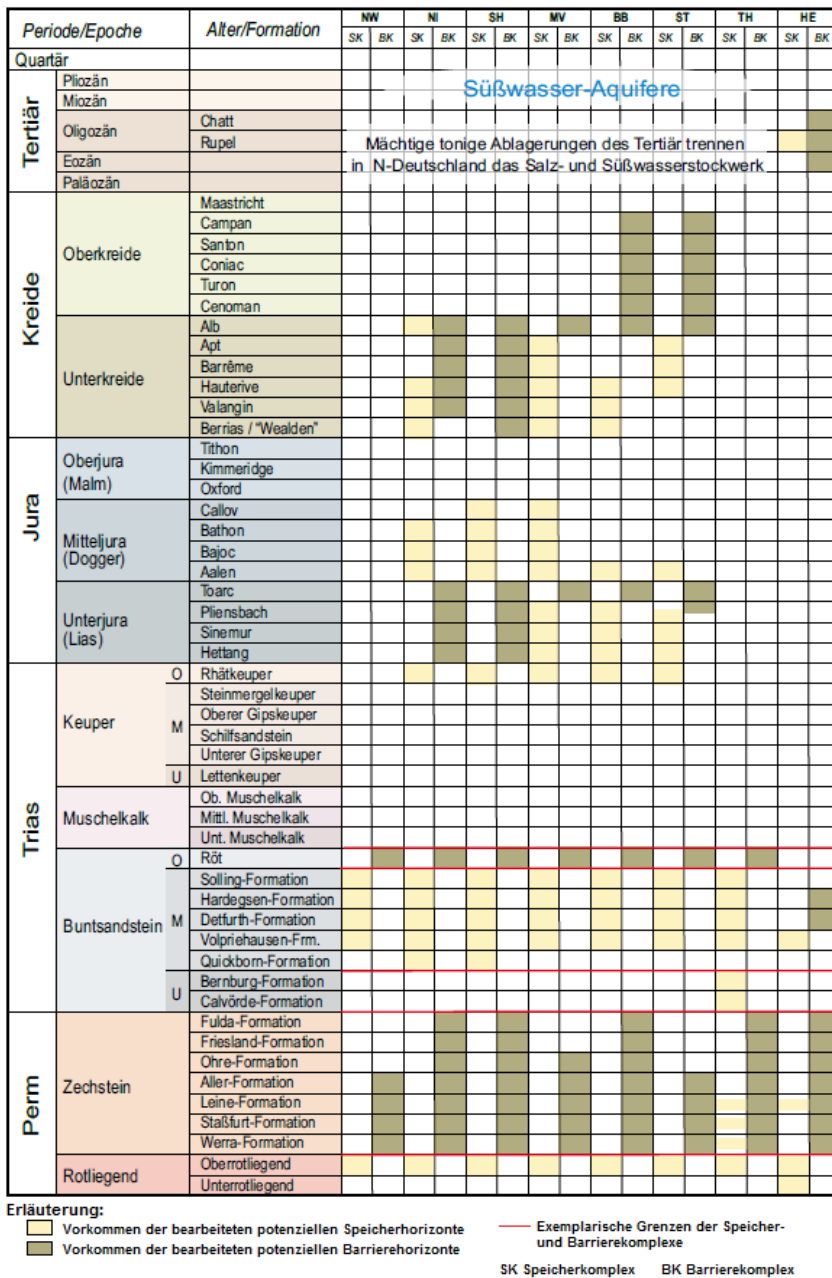 Periode/Epoche Alter/Formation NW NI SH MV BB ST TH HE
SK BK SK BK SK BK SK BK SK BK SK BK SK BK SK BK
Quartär
Tertiär
Pliozän
Miozän
Süßwasser-Aquifere
Oligozän
Chatt
Rupel
Mächtige tonige Ablagerungen des Tertiär trennen
in N-Deutschland das Salz- und Süßwasserstockwerk
Eozän
Paläozän
Kreide
Oberkreide
Maastricht
Campan
Santon
Coniac
Turon
Cenoman
Unterkreide
Alb
Apt
Barrême
Hauterive
Valangin
Berrias / "Wealden"
Jura
Oberjura
(Malm)
Tithon
Kimmeridge
Oxford
Mitteljura
(Dogger)
Callov
Bathon
Bajoc
Aalen
Unterjura
(Lias)
Toarc
Pliensbach
Sinemur
Hettang
Trias
Keuper
O Rhätkeuper
M
Steinmergelkeuper
Oberer Gipskeuper
Schilfsandstein
Unterer Gipskeuper
U Lettenkeuper
Muschelkalk
Ob. Muschelkalk
Mittl. Muschelkalk
Unt. Muschelkalk
Buntsandstein
O Röt
M
Solling-Formation
Hardegsen-Formation
Detfurth-Formation
Volpriehausen-Frm.
Quickborn-Formation
U
Bernburg-Formation
Calvörde-Formation
Perm
Zechstein
Fulda-Formation
Friesland-Formation
Ohre-Formation
Aller-Formation
Leine-Formation
Staßfurt-Formation
Werra-Formation
Rotliegend
Oberrotliegend
Unterrotliegend
Erläuterung:
Vorkommen der bearbeiteten potenziellen Speicherhorizonte
Vorkommen der bearbeiteten potenziellen Barrierehorizonte
Exemplarische Grenzen der Speicher-
und Barrierekomplexe
SK Speicherkomplex BK Barrierekomplex